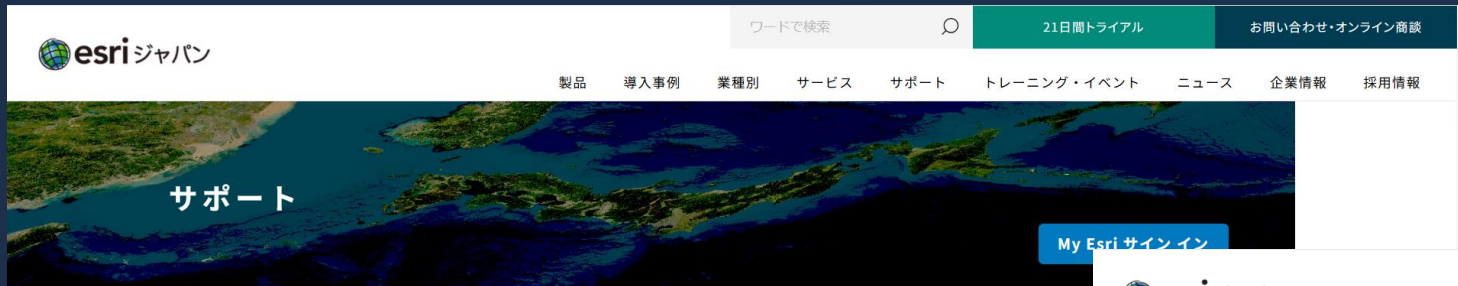 ワードで検索
21日間トライアル
お問い合わせ・オンライン商談
esriジャパン
製品 導入事例 業種別 サービス サポート トレーニング・イベント ニュース 企業情報 採用情報
サポート
My Esri サイン イン